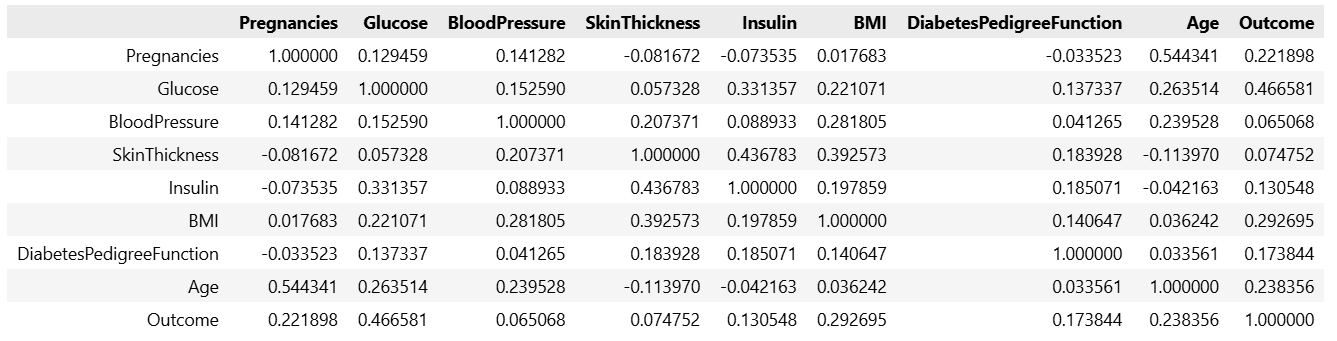 Pregnancies Glucose BloodPressure SkinThickness Insulin BMI DiabetesPedigreeFunction Age Outcome
Pregnancies 1.000000 0.129459 0.141282 -0.081672 -0.073535 0.017683 -0.033523 0.544341 0.221898
Glucose 0.129459 1.000000 0.152590 0.057328 0.331357 0.221071 0.137337 0.263514 0.466581
BloodPressure 0.141282 0.152590 1.000000 0.207371 0.088933 0.281805 0.041265 0.239528 0.065068
SkinThickness -0.081672 0.057328 0.207371 1.000000 0.436783 0.392573 0.183928 -0.113970 0.074752
Insulin -0.073535 0.331357 0.088933 0.436783 1.000000 0.197859 0.185071 -0.042163 0.130548
BMI 0.017683 0.221071 0.281805 0.392573 0.197859 1.000000 0.140647 0.036242 0.292695
DiabetesPedigreeFunction -0.033523 0.137337 0.041265 0.183928 0.185071 0.140647 1.000000 0.033561 0.173844
Age 0.544341 0.263514 0.239528 -0.113970 -0.042163 0.036242 0.033561 1.000000 0.238356
Outcome 0.221898 0.466581 0.065068 0.074752 0.130548 0.292695 0.173844 0.238356 1.000000